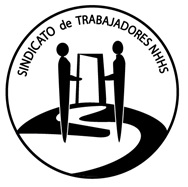 SINDICATO de TRABAJADORES NHHS